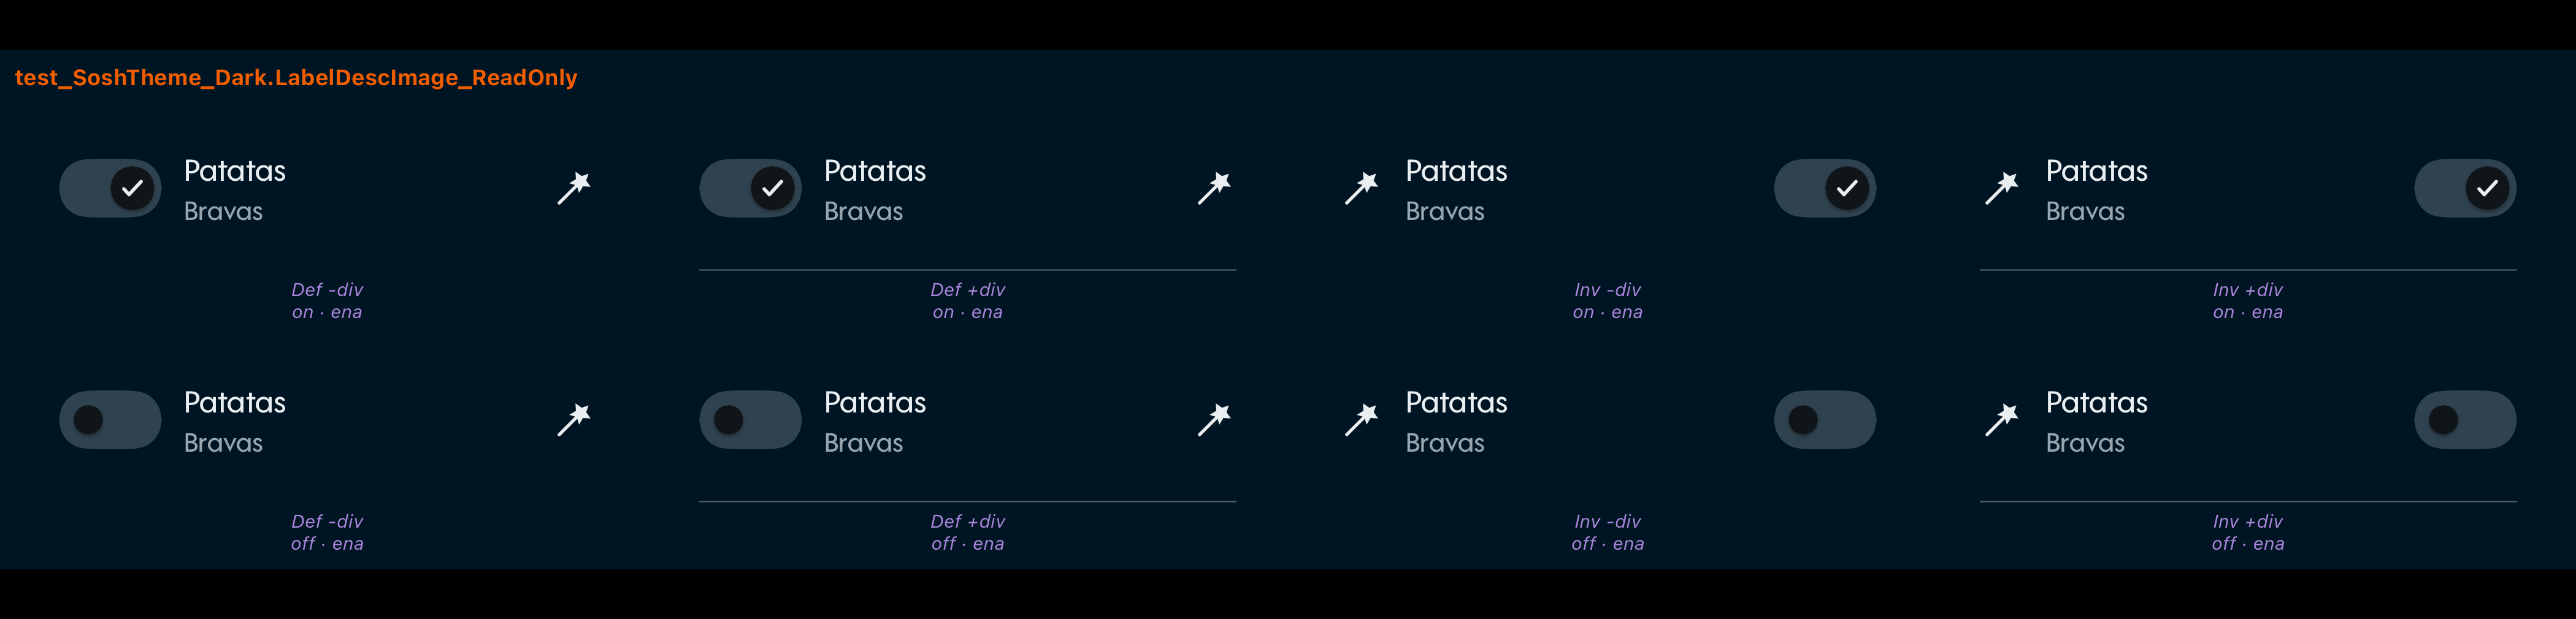 test_SoshTheme_Dark.LabelDescImage_ReadOnly
Patatas
Bravas
Def -div
on · ena
Patatas
Bravas
Def +div
on · ena
Patatas
Bravas
Inv -div
on · ena
Patatas
Bravas
Inv +div
on · ena
Patatas
Bravas
Def -div
off · ena
Patatas
Bravas
Def +div
off · ena
Patatas
Bravas
Inv -div
off · ena
Patatas
Bravas
Inv +div
off · ena